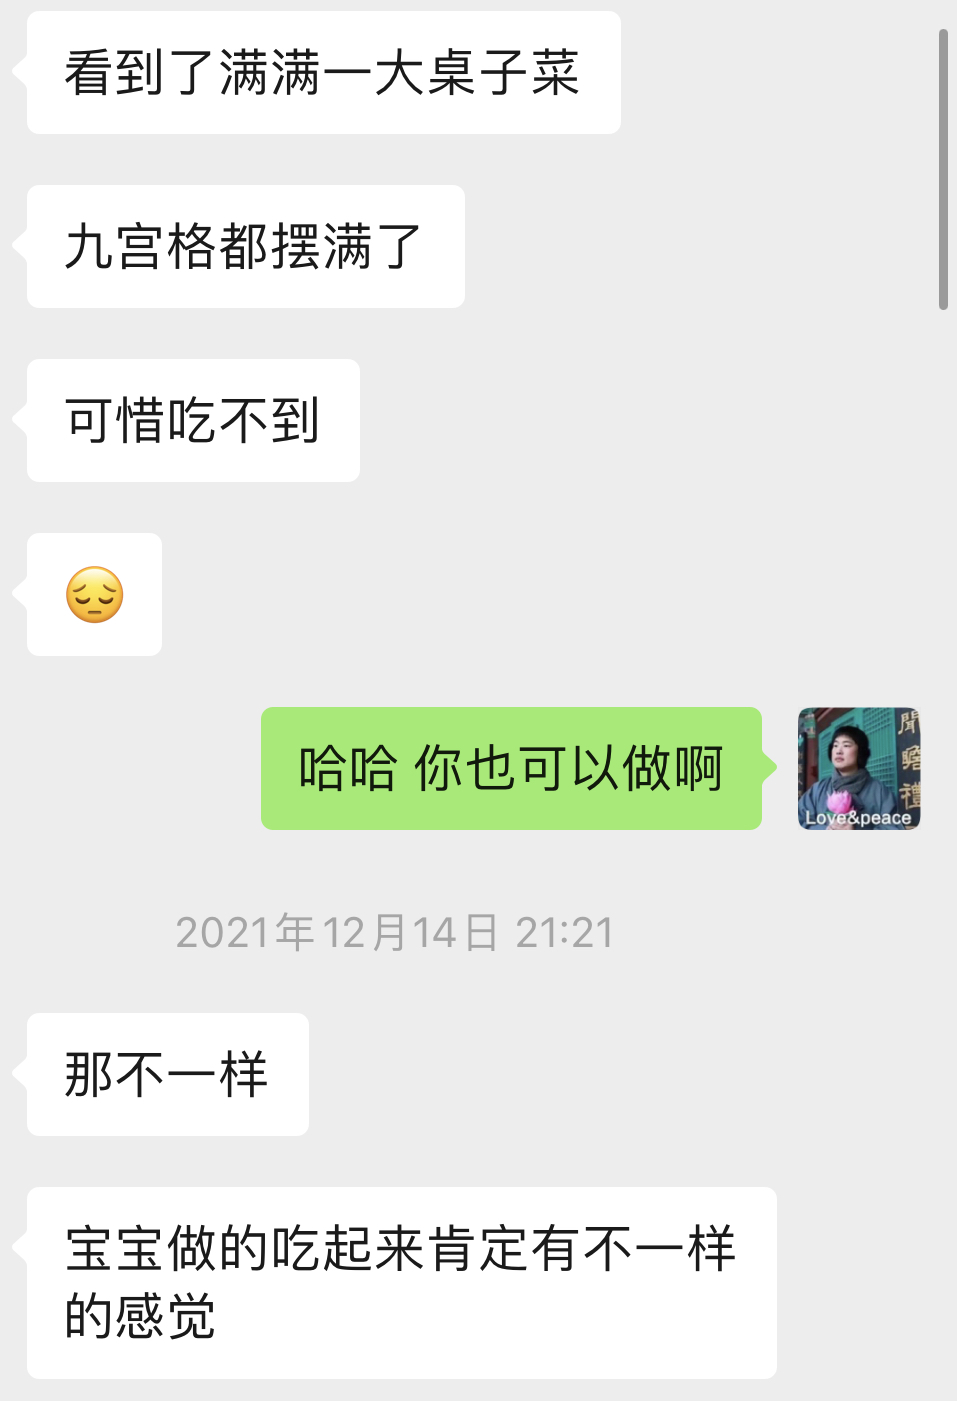 看到了满满一大桌子菜
九宫格都摆满了
可惜吃不到
😔
哈哈 你也可以做啊
聞
瞻
禮
Love&peace
2021年12月14日 21:21
那不一样
宝宝做的吃起来肯定有不一样
的感觉